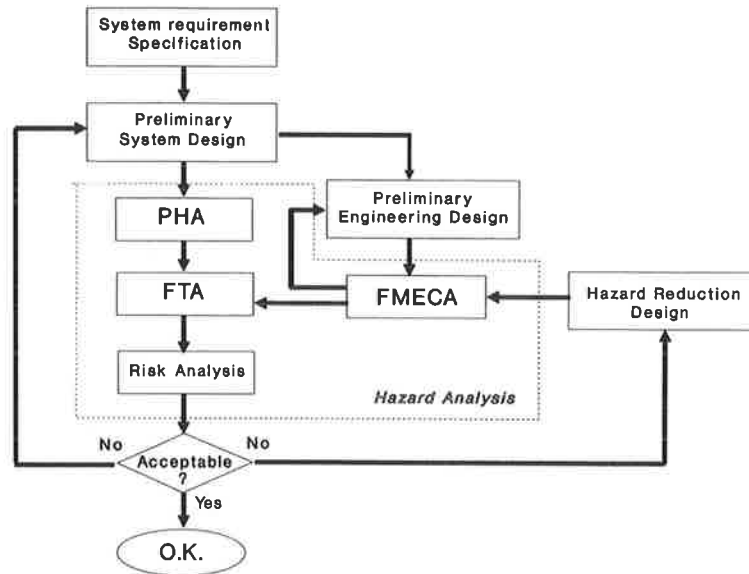 System requirement
Specification
Preliminary
System Design
Preliminary
Engineering Design
PHA
FTA
FMECA
Hazard Reduction
Design
Risk Analysis
Hazard Analysis
No
Acceptable
?
No
Yes
O.K.